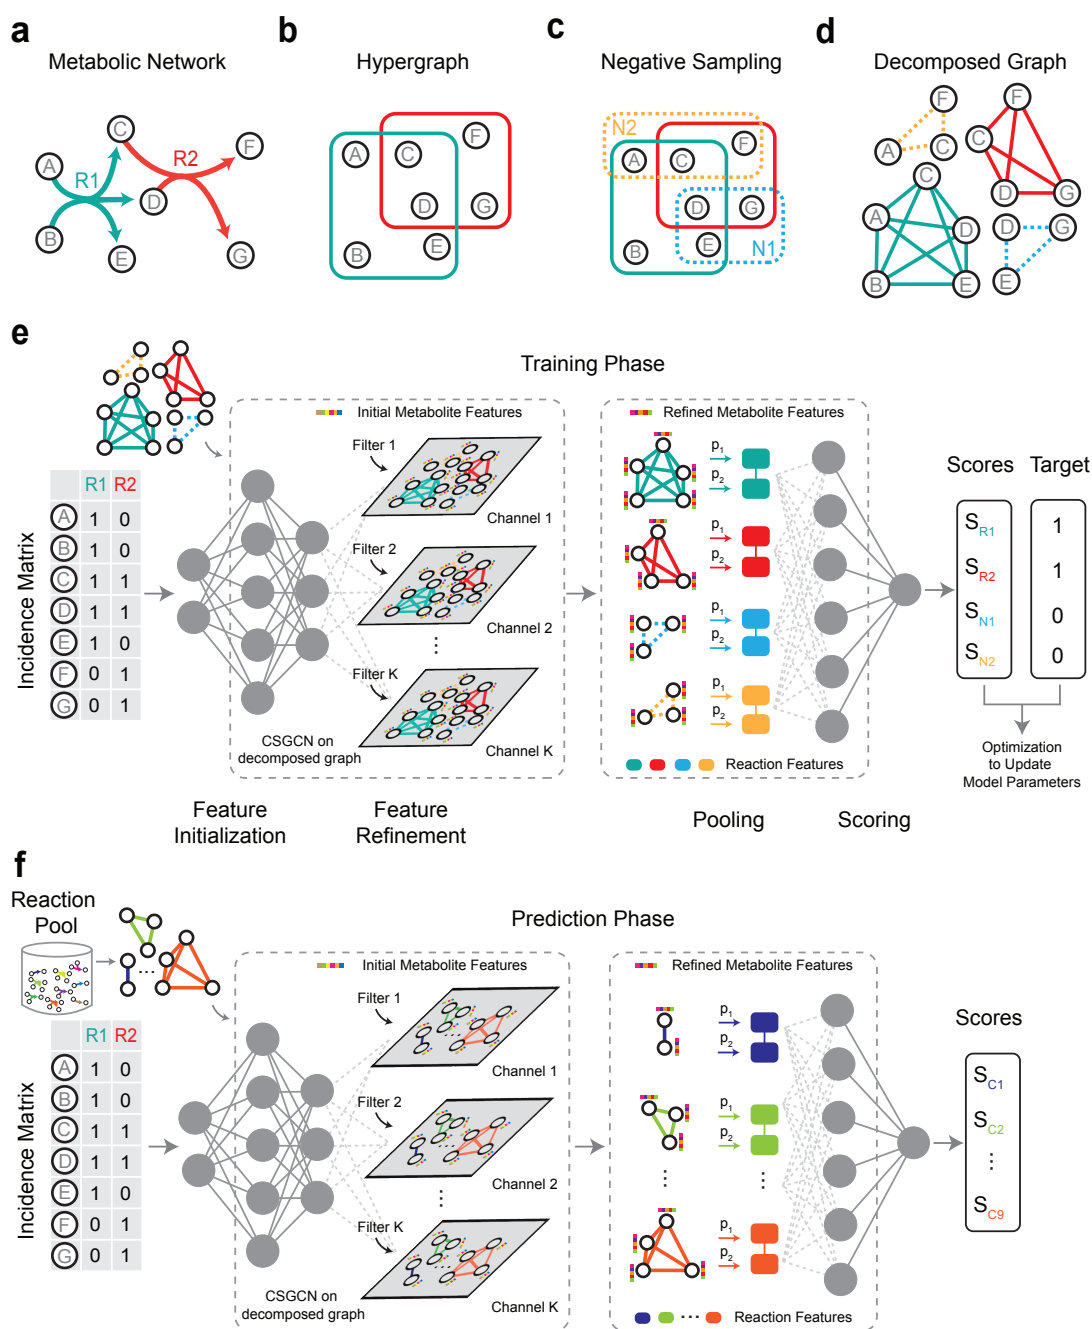 a
Metabolic Network
A
B
C
D
E
F
G
R1
R2
b
Hypergraph
A
C
F
D
G
B
E
c
Negative Sampling
N2
A
C
F
D
G
B
E
N1
d
Decomposed Graph
F
A
C
F
C
D
G
C
A
D
B
E
D
G
E
e
Training Phase
Initial Metabolite Features
Filter 1
Channel 1
Filter 2
Channel 2
⋮
Filter K
Channel K
CSGCN on
decomposed graph
Incidence Matrix
R1 R2
A 1 0
B 1 0
C 1 1
D 1 1
E 1 0
F 0 1
G 0 1
Refined Metabolite Features
p1
p2
p1
p2
p1
p2
p1
p2
Reaction Features
Scores Target
SR1 1
SR2 1
SN1 0
SN2 0
Optimization
to Update
Model Parameters
Feature
Initialization
Feature
Refinement
Pooling
Scoring
f
Reaction
Pool
Prediction Phase
Initial Metabolite Features
Filter 1
Channel 1
Filter 2
Channel 2
⋮
Filter K
Channel K
CSGCN on
decomposed graph
Incidence Matrix
R1 R2
A 1 0
B 1 0
C 1 1
D 1 1
E 1 0
F 0 1
G 0 1
Refined Metabolite Features
p1
p2
p1
p2
⋮
p1
p2
Reaction Features
Scores
SC1
SC2
⋮
SC9